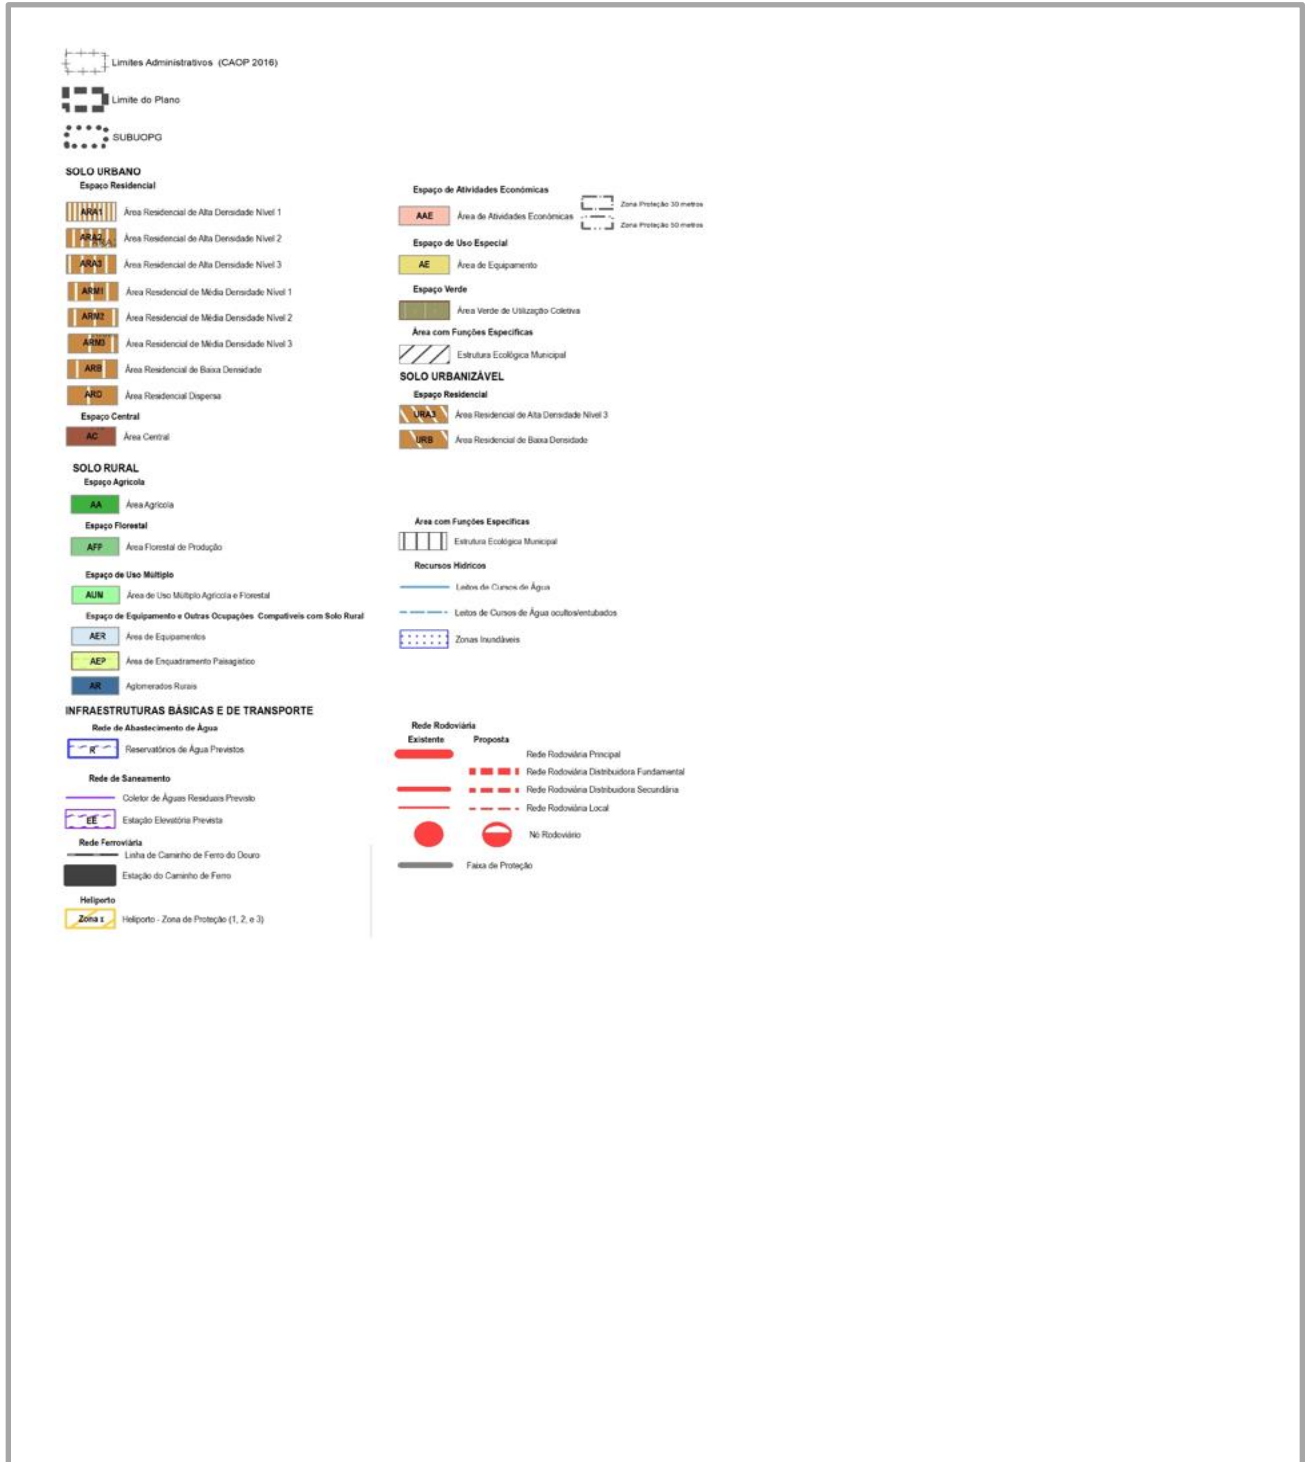 Limites Administrativos (CAOP 2016)
Limite do Plano
SUBUOPG
SOLO URBANO
Espaço Residencial
ARA1 Área Residencial de Alta Densidade Nível 1
ARA2 Área Residencial de Alta Densidade Nível 2
ARA3 Área Residencial de Alta Densidade Nível 3
ARM1 Área Residencial de Média Densidade Nível 1
ARM2 Área Residencial de Média Densidade Nível 2
ARM3 Área Residencial de Média Densidade Nível 3
ARB Área Residencial de Baixa Densidade
ARD Área Residencial Dispersa
Espaço Central
AC Área Central
Espaço de Atividades Económicas
AAE Área de Atividades Económicas
Zona Proteção 30 metros
Zona Proteção 50 metros
Espaço de Uso Especial
AE Área de Equipamento
Espaço Verde
Área Verde de Utilização Coletiva
Área com Funções Específicas
Estrutura Ecológica Municipal
SOLO URBANIZÁVEL
Espaço Residencial
URA3 Área Residencial de Alta Densidade Nível 3
URB Área Residencial de Baixa Densidade
SOLO RURAL
Espaço Agrícola
AA Área Agrícola
Espaço Florestal
AFP Área Florestal de Produção
Espaço de Uso Múltiplo
AUM Área de Uso Múltiplo Agrícola e Florestal
Espaço de Equipamento e Outras Ocupações Compatíveis com Solo Rural
AER Área de Equipamentos
AEP Área de Enquadramento Paisagístico
AR Aglomerados Rurais
Área com Funções Específicas
Estrutura Ecológica Municipal
Recursos Hídricos
Leitos de Cursos de Água
Leitos de Cursos de Água ocultos/entubados
Zonas Inundáveis
INFRAESTRUTURAS BÁSICAS E DE TRANSPORTE
Rede de Abastecimento de Água
R Reservatórios de Água Previstos
Rede de Saneamento
Coletor de Águas Residuais Previsto
EE Estação Elevatória Prevista
Rede Ferroviária
Linha de Caminho de Ferro do Douro
Estação do Caminho de Ferro
Heliporto
Zona x Heliporto - Zona de Proteção (1, 2, e 3)
Rede Rodoviária
Existente Proposta
Rede Rodoviária Principal
Rede Rodoviária Distribuidora Fundamental
Rede Rodoviária Distribuidora Secundária
Rede Rodoviária Local
Nó Rodoviário
Faixa de Proteção